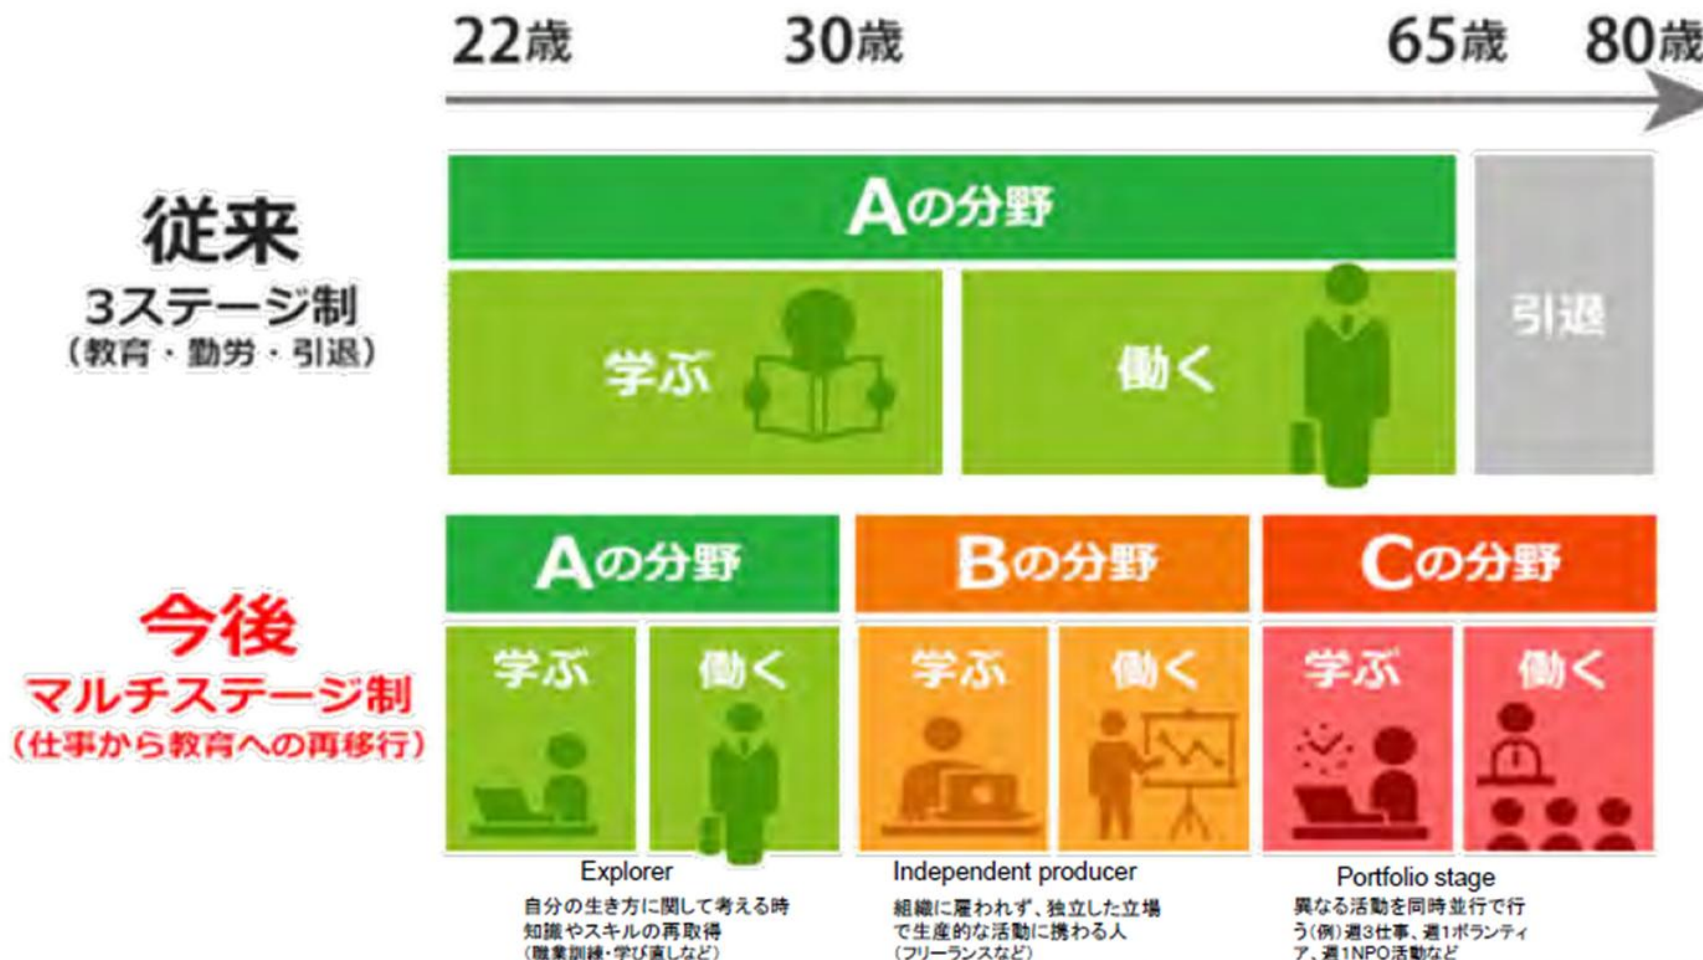 22歳 30歳 65歳 80歳
従来
3ステージ制
（教育・勤労・引退）
Aの分野
学ぶ 働く
引退
今後
マルチステージ制
（仕事から教育への再移行）
Aの分野 Bの分野 Cの分野
学ぶ 働く 学ぶ 働く 学ぶ 働く
Explorer
自分の生き方に関して考える時
知識やスキルの再取得
（職業訓練・学び直しなど）
Independent producer
組織に雇われず、独立した立場
で生産的な活動に携わる人
（フリーランスなど）
Portfolio stage
異なる活動を同時並行で行
う（例）週3仕事、週1ボランティ
ア、週1NPO活動など